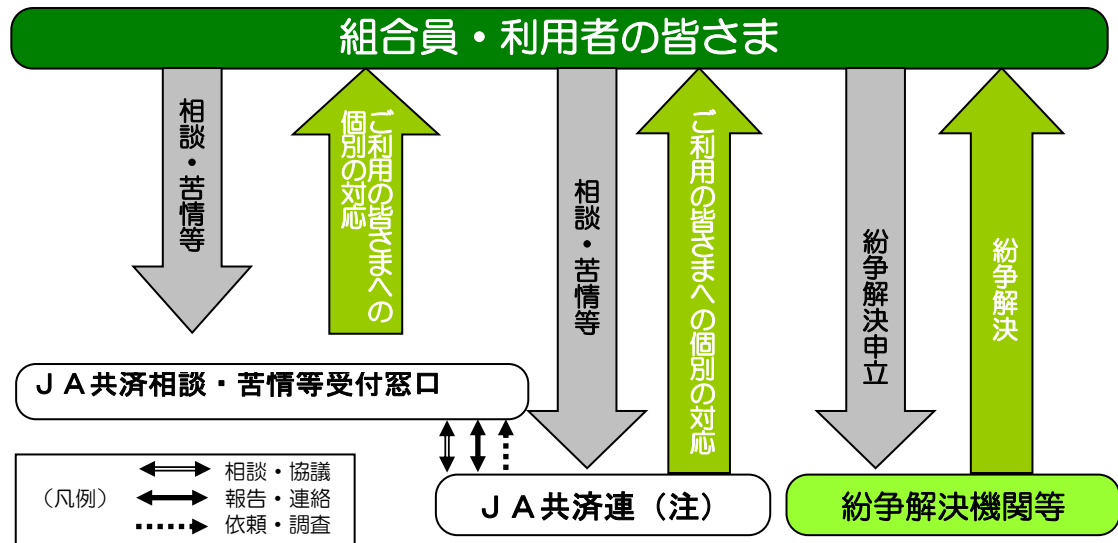 組合員・利用者の皆さま
相談・苦情等
ご利用の皆さまへの
個別の対応
相談・苦情等
ご利用の皆さまへの個別の対応
紛争解決申立
紛争解決
ＪＡ共済相談・苦情等受付窓口
ＪＡ共済連（注）
紛争解決機関等
（凡例）
相談・協議
報告・連絡
依頼・調査